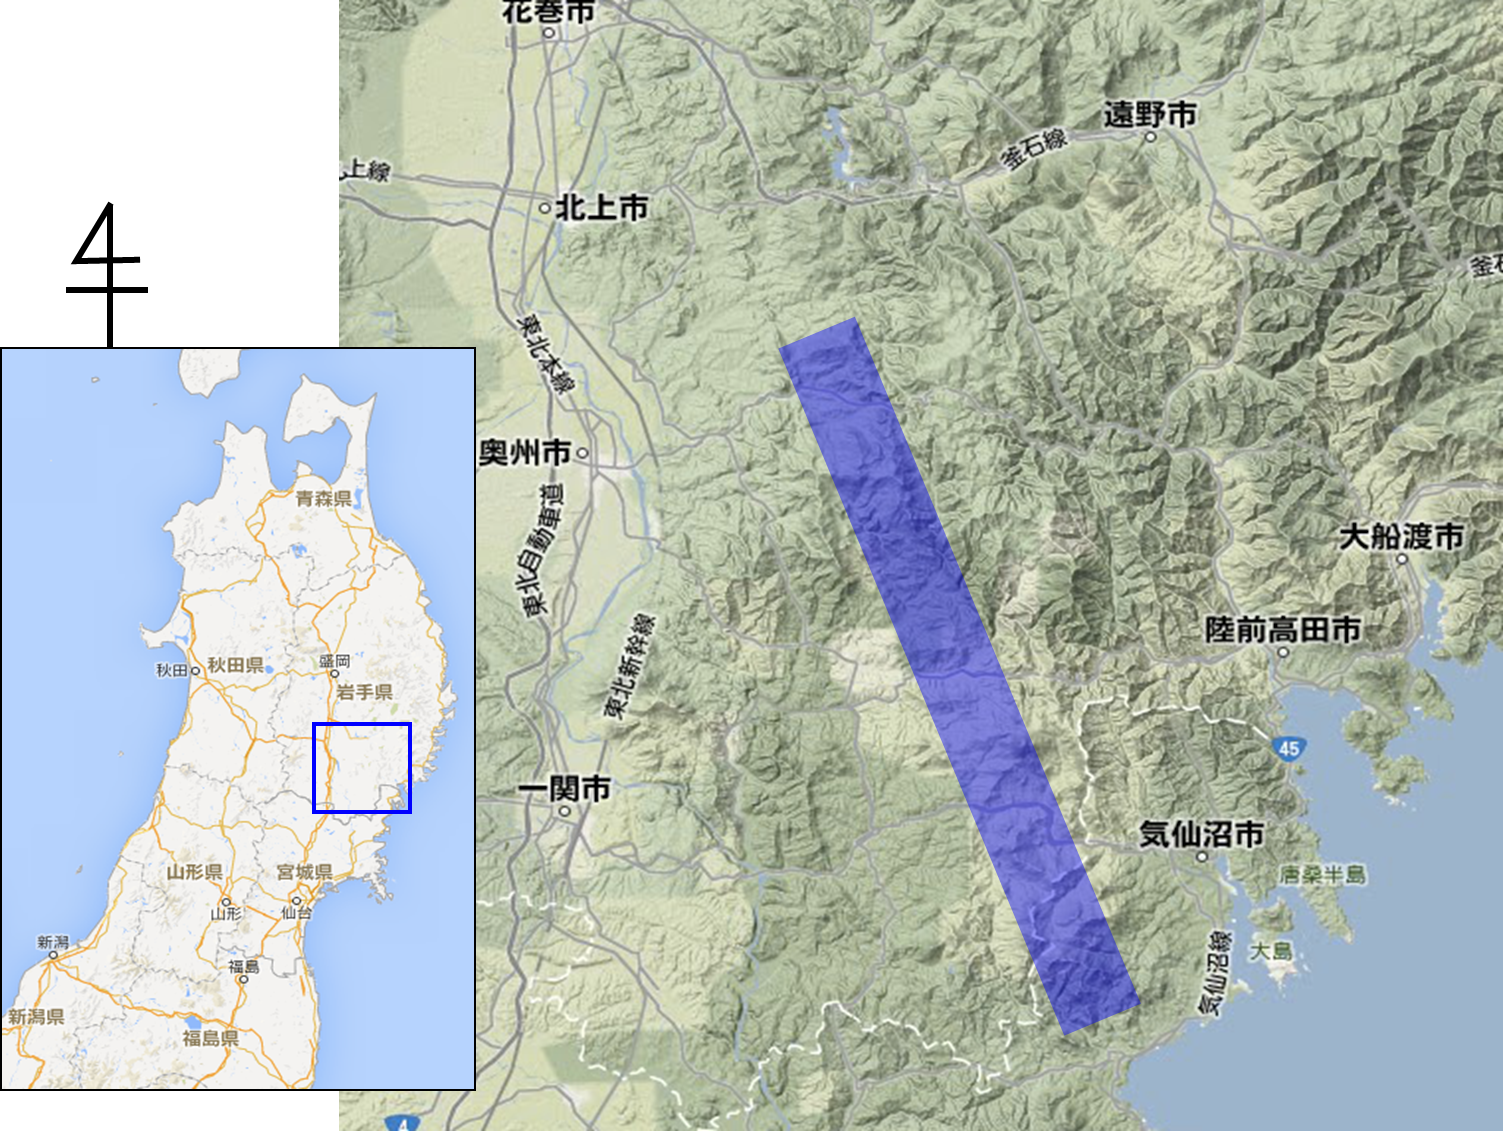 花巻市
遠野市
釜石線
上線
北上市
釜石
東北本線
奥州市
東北自動車道
大船渡市
陸前高田市
東北新幹線
45
一関市
気仙沼市
唐桑半島
大島
気仙沼線
4
青森県
秋田
秋田県
盛岡
岩手県
山形県
宮城県
山形
仙台
新潟
福島
新潟県
福島県